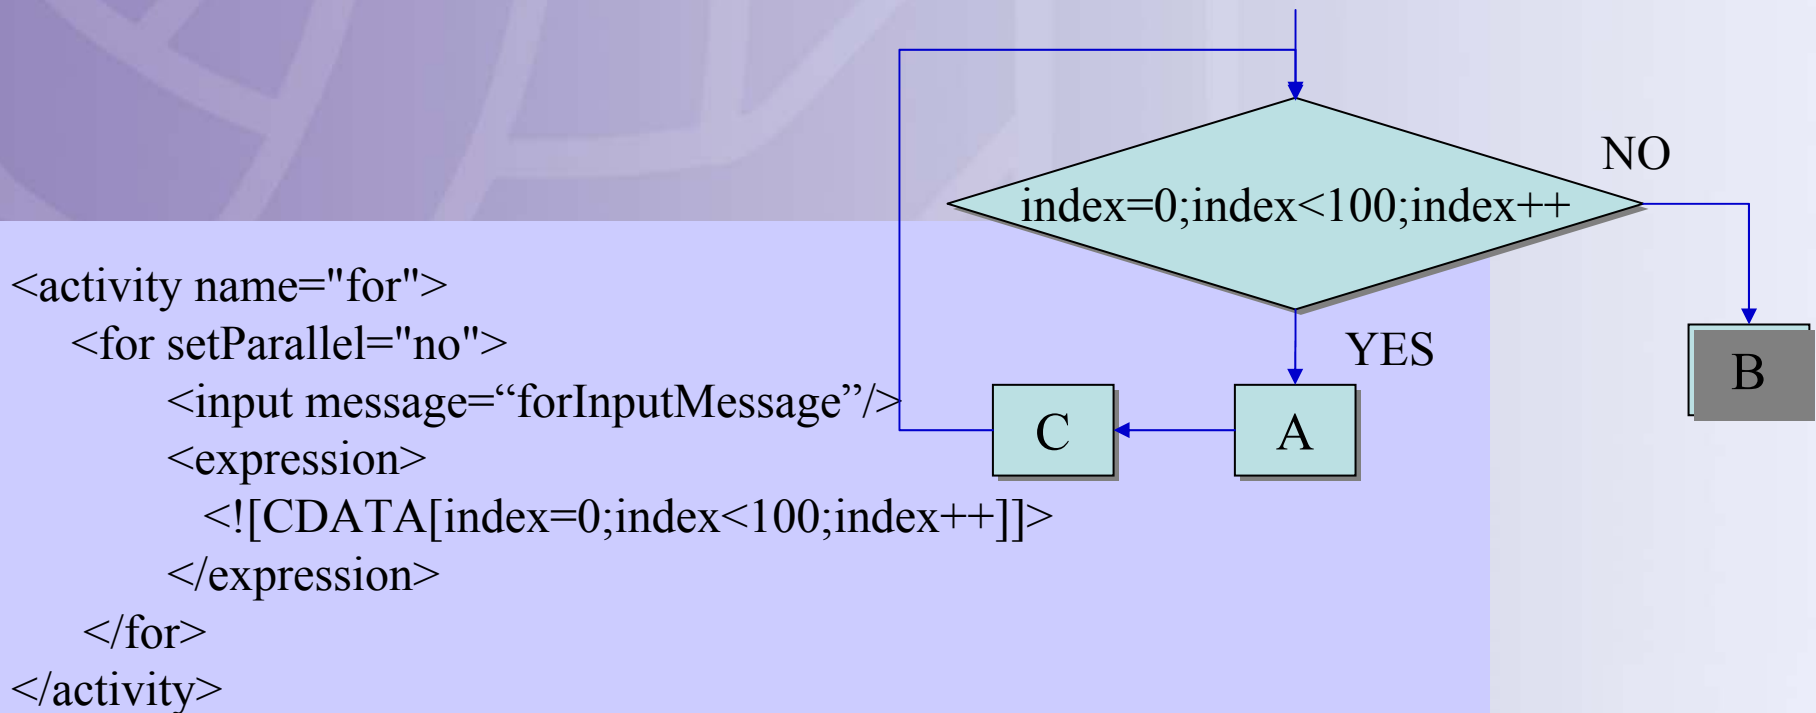 <activity name="for">
<for setParallel="no">
<input message=“forInputMessage”/>
<expression>
<![CDATA[index=0;index<100;index++]]>
</expression>
</for>
</activity>
index=0;index<100;index++
NO
YES
A
C
B